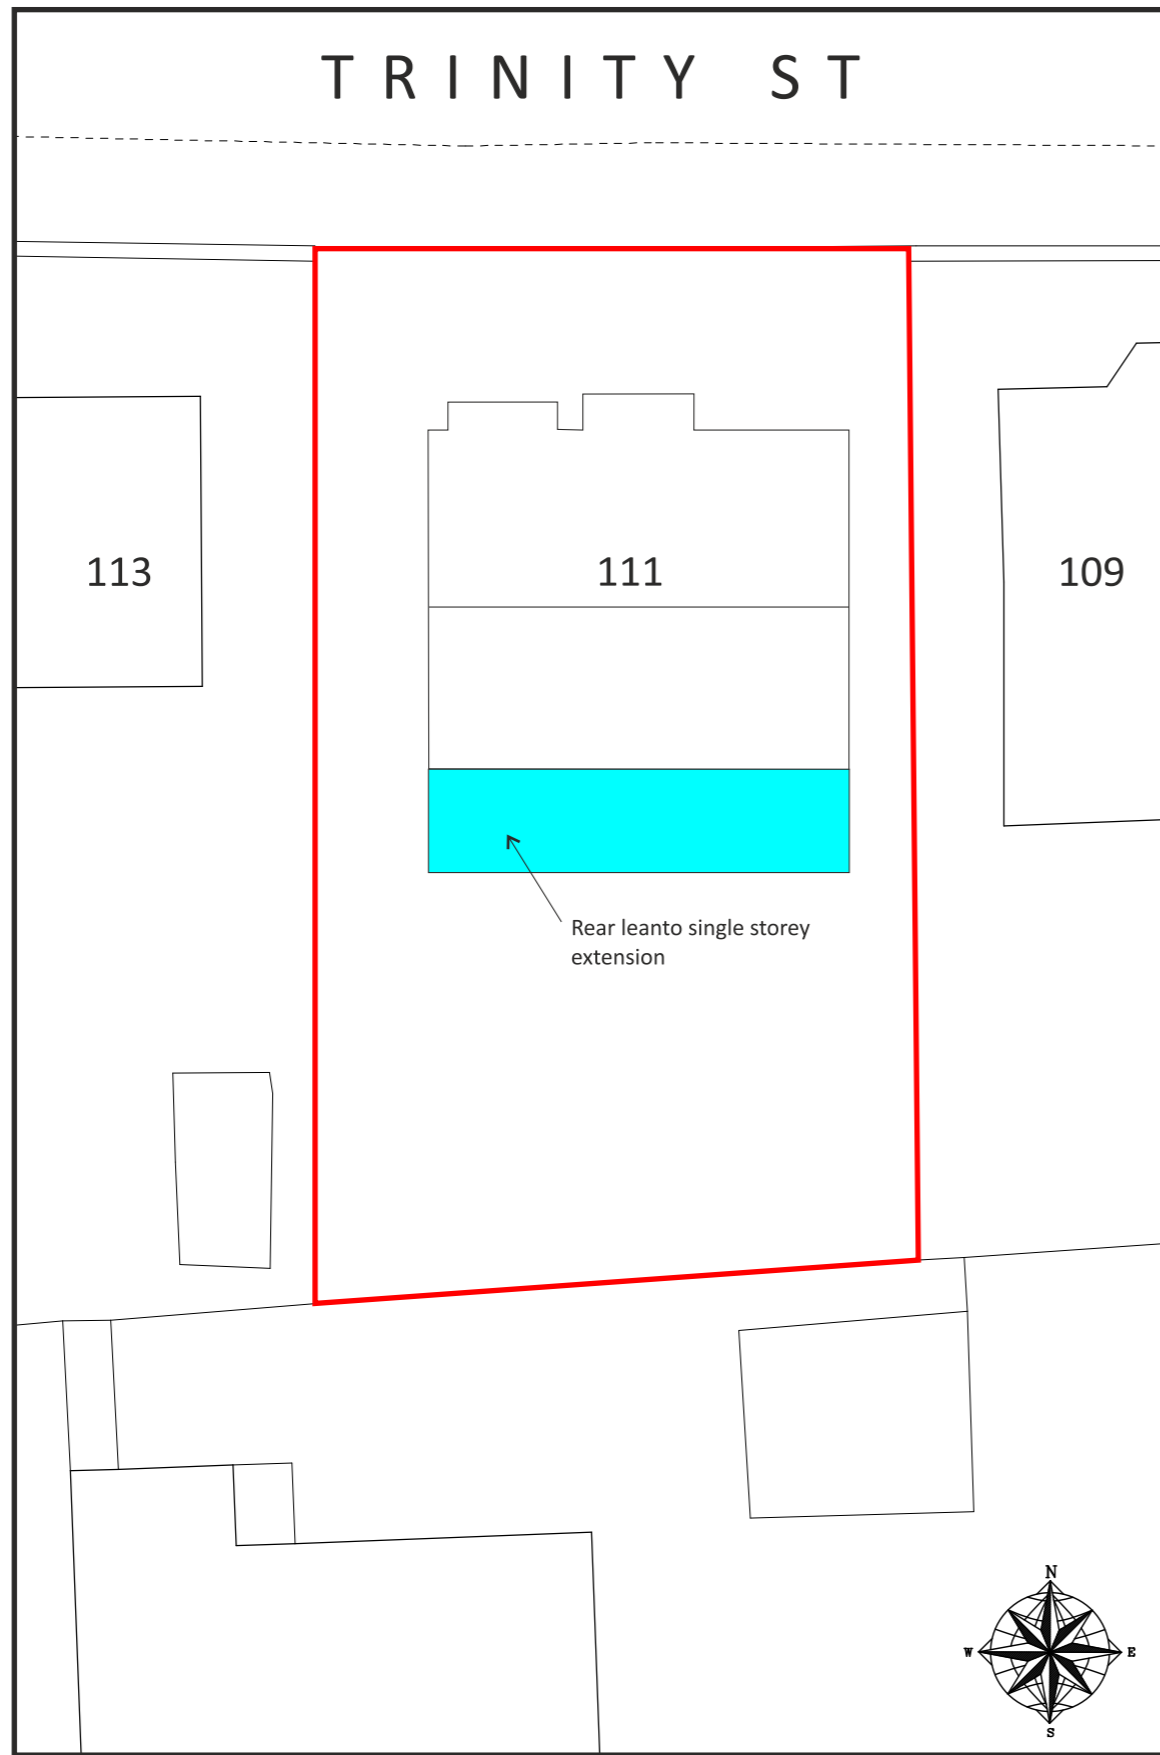 TRINITY ST
113
111
109
Rear leanto single storey
extension
N
W
E
S